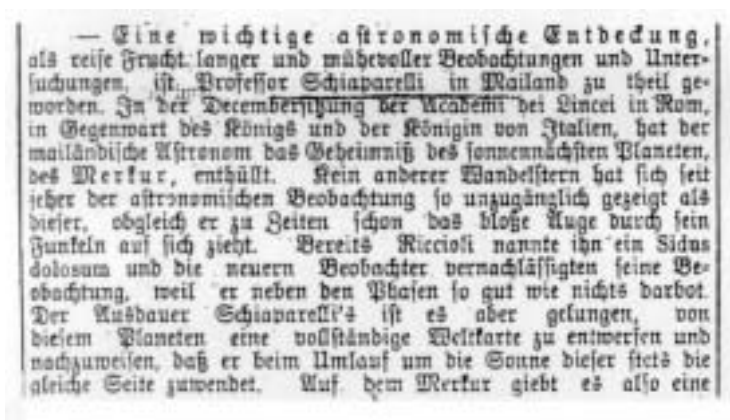 — Eine wichtige astronomische Entdeckung,
als reife Frucht langer und mühevoller Beobachtungen und Unter-
suchungen, ist Professor Schiaparelli in Mailand zu theil ge-
worden. In der Decembersitzung der Academi dei Lincei in Rom,
in Gegenwart des Königs und der Königin von Italien, hat der
mailändische Astronom das Geheimniß des sonnennächsten Planeten,
des Merkur, enthüllt. Kein anderer Wandelstern hat sich seit
jeher der astronomischen Beobachtung so unzugänglich gezeigt als
dieser, obgleich er zu Zeiten schon das bloße Auge durch sein
Funkeln auf sich zieht. Bereits Riccioli nannte ihn ein Sidus
dolosum und die neuern Beobachter vernachlässigten seine Be-
obachtung, weil er neben den Phasen so gut wie nichts darbot.
Der Ausdauer Schiaparelli's ist es aber gelungen, von
diesem Planeten eine vollständige Weltkarte zu entwerfen und
nachzuweisen, daß er beim Umlauf um die Sonne dieser stets die
gleiche Seite zuwendet. Auf dem Merkur giebt es also eine